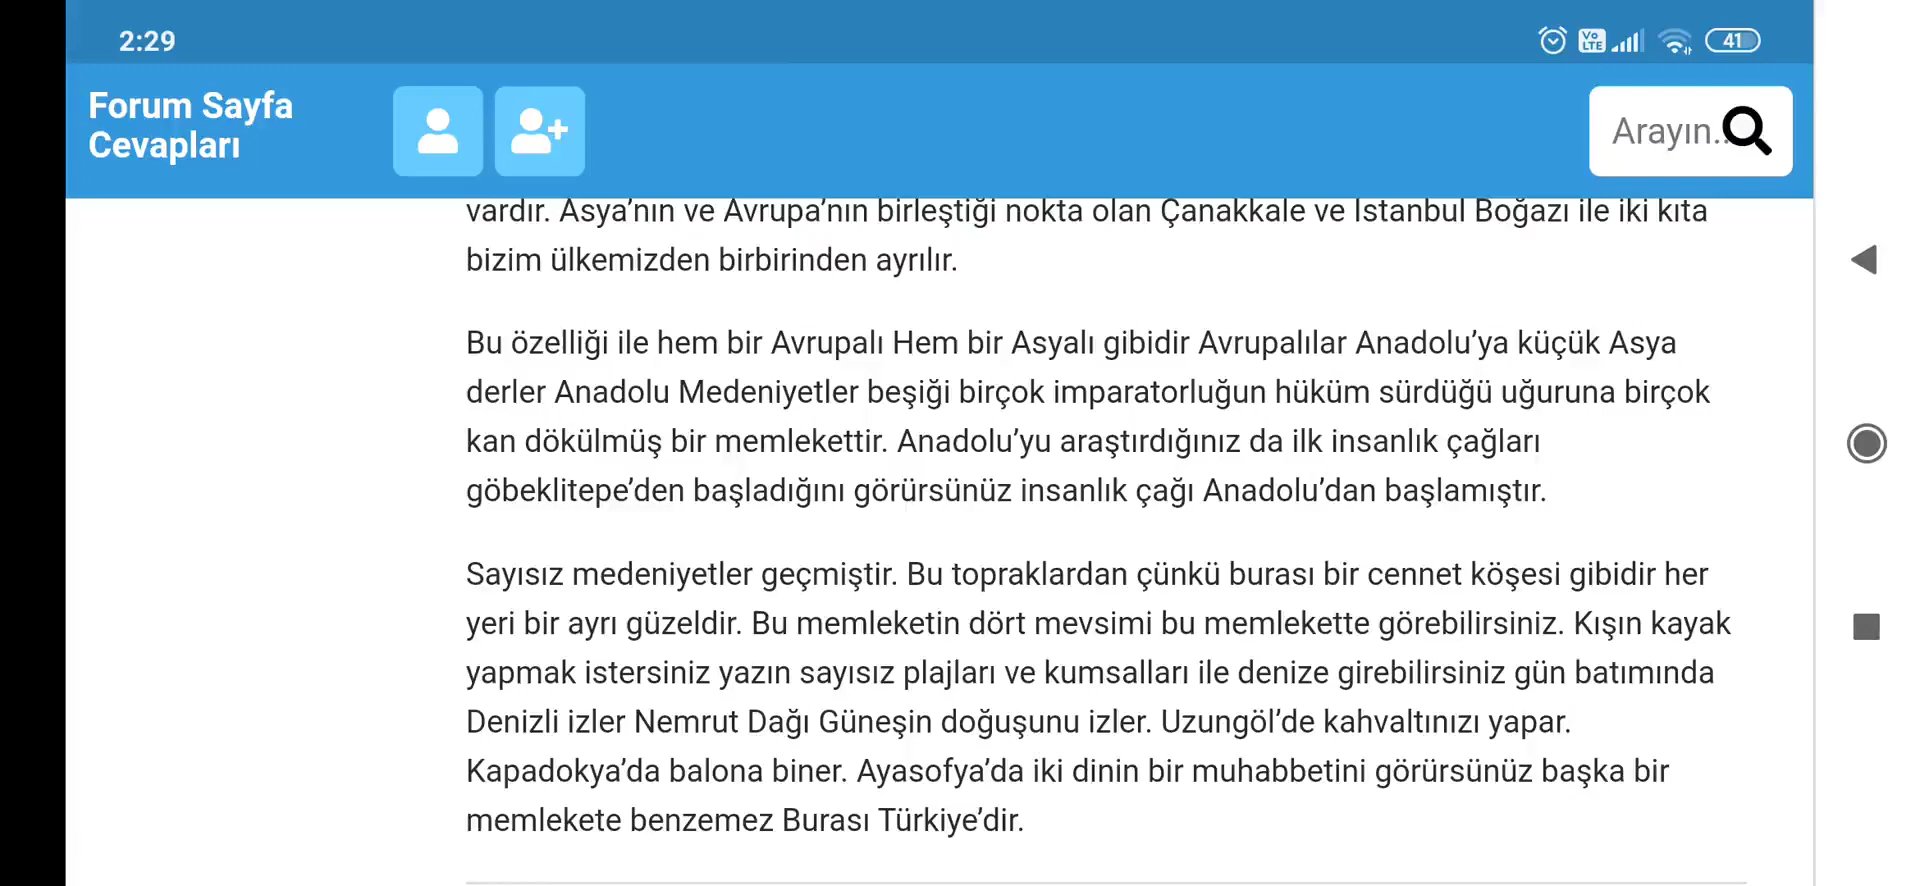 2:29
Vo LTE
41
Forum Sayfa
Cevapları
Arayın..
vardır. Asya’nın ve Avrupa’nın birleştiği nokta olan Çanakkale ve İstanbul Boğazı ile iki kıta
bizim ülkemizden birbirinden ayrılır.
Bu özelliği ile hem bir Avrupalı Hem bir Asyalı gibidir Avrupalılar Anadolu’ya küçük Asya
derler Anadolu Medeniyetler beşiği birçok imparatorluğun hüküm sürdüğü uğuruna birçok
kan dökülmüş bir memlekettir. Anadolu’yu araştırdığınız da ilk insanlık çağları
göbeklitepe’den başladığını görürsünüz insanlık çağı Anadolu’dan başlamıştır.
Sayısız medeniyetler geçmiştir. Bu topraklardan çünkü burası bir cennet köşesi gibidir her
yeri bir ayrı güzeldir. Bu memleketin dört mevsimi bu memlekette görebilirsiniz. Kışın kayak
yapmak istersiniz yazın sayısız plajları ve kumsalları ile denize girebilirsiniz gün batımında
Denizli izler Nemrut Dağı Güneşin doğuşunu izler. Uzungöl’de kahvaltınızı yapar.
Kapadokya’da balona biner. Ayasofya’da iki dinin bir muhabbetini görürsünüz başka bir
memlekete benzemez Burası Türkiye’dir.